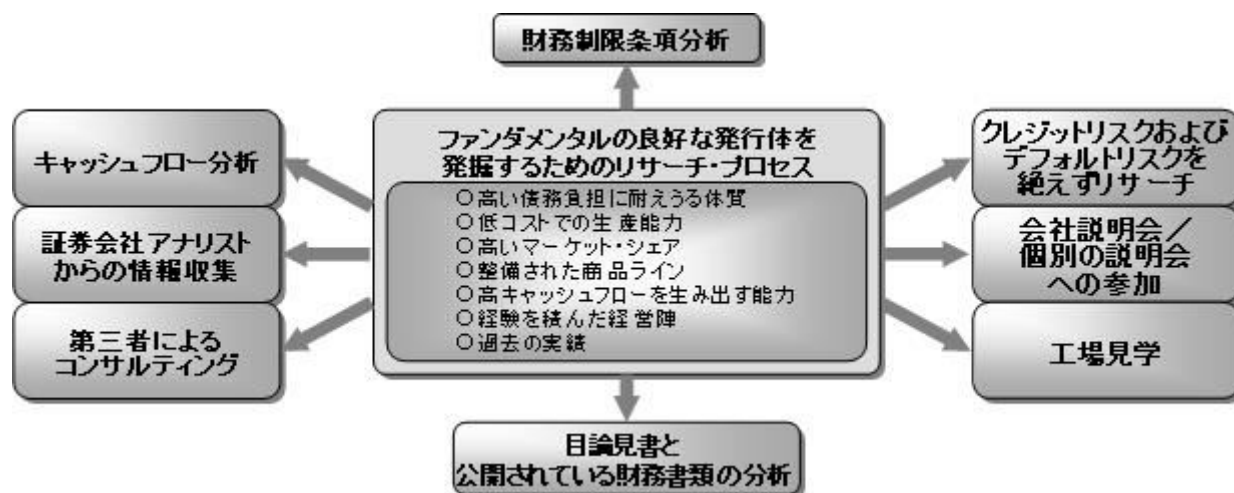 財務制限条項分析
キャッシュフロー分析
証券会社アナリスト
からの情報収集
第三者による
コンサルティング
ファンダメンタルの良好な発行体を
発掘するためのリサーチ・プロセス
○高い債務負担に耐えうる体質
○低コストでの生産能力
○高いマーケット・シェア
○整備された商品ライン
○高キャッシュフローを生み出す能力
○経験を積んだ経営陣
○過去の実績
クレジットリスクおよび
デフォルトリスクを
絶えずリサーチ
会社説明会／
個別の説明会
への参加
工場見学
目論見書と
公開されている財務書類の分析